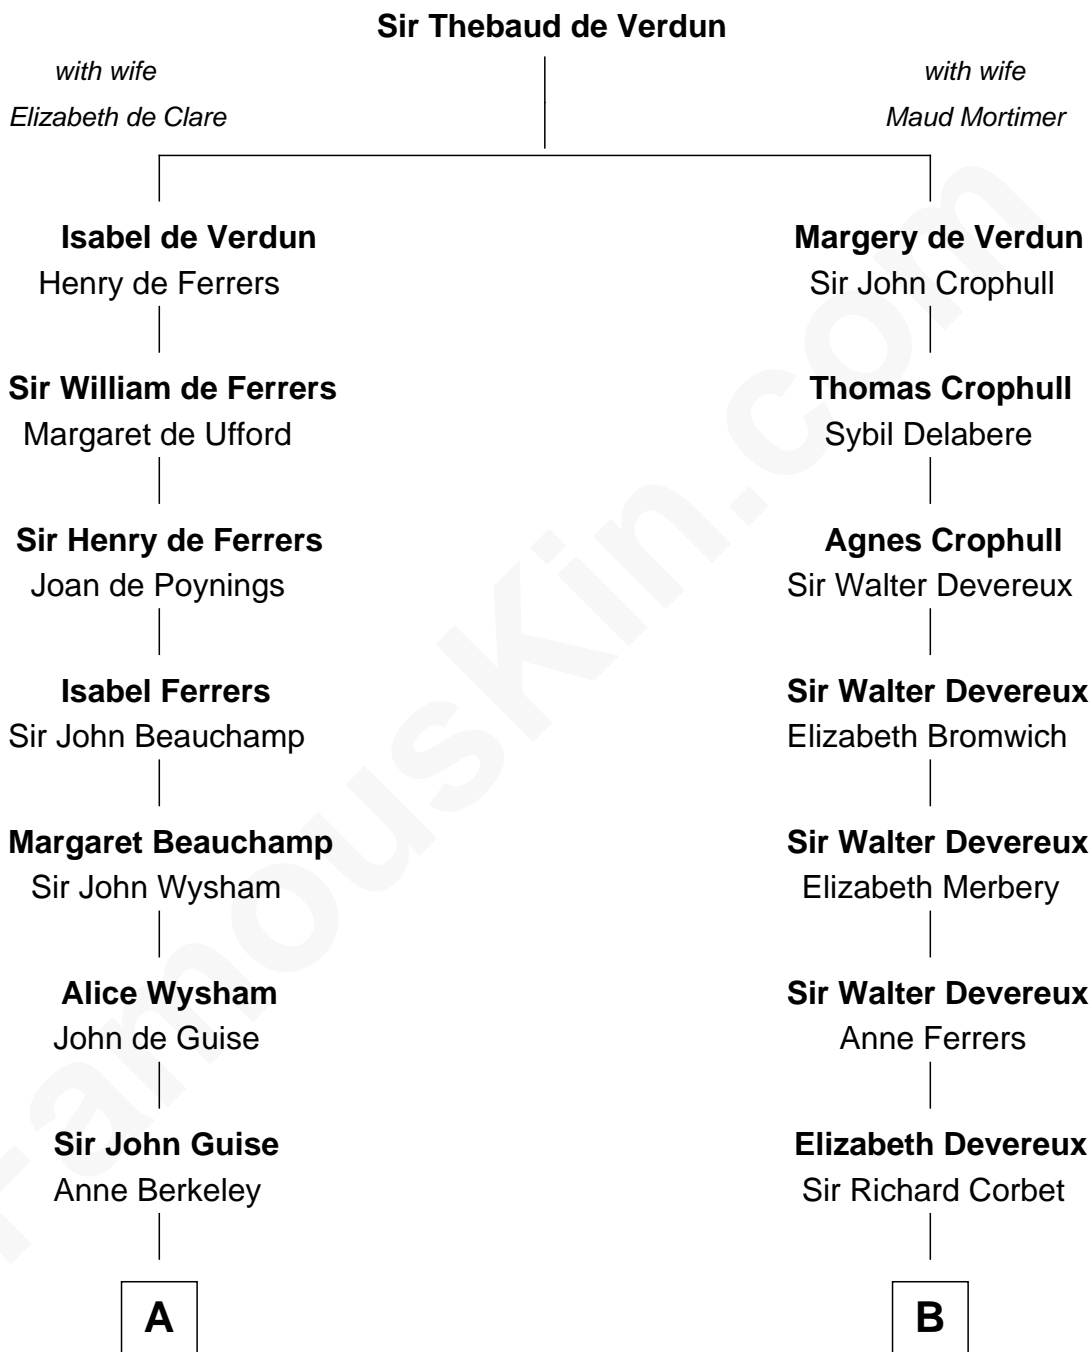 Sir Thebaud de Verdun
with wife
Elizabeth de Clare
with wife
Maud Mortimer
Isabel de Verdun
Henry de Ferrers
Margery de Verdun
Sir John Crophull
Sir William de Ferrers
Margaret de Ufford
Thomas Crophull
Sybil Delabere
Sir Henry de Ferrers
Joan de Poynings
Agnes Crophull
Sir Walter Devereux
Isabel Ferrers
Sir John Beauchamp
Sir Walter Devereux
Elizabeth Bromwich
Margaret Beauchamp
Sir John Wysham
Sir Walter Devereux
Elizabeth Merbery
Alice Wysham
John de Guise
Sir Walter Devereux
Anne Ferrers
Sir John Guise
Anne Berkeley
Elizabeth Devereux
Sir Richard Corbet
A
B
FamousKin.com